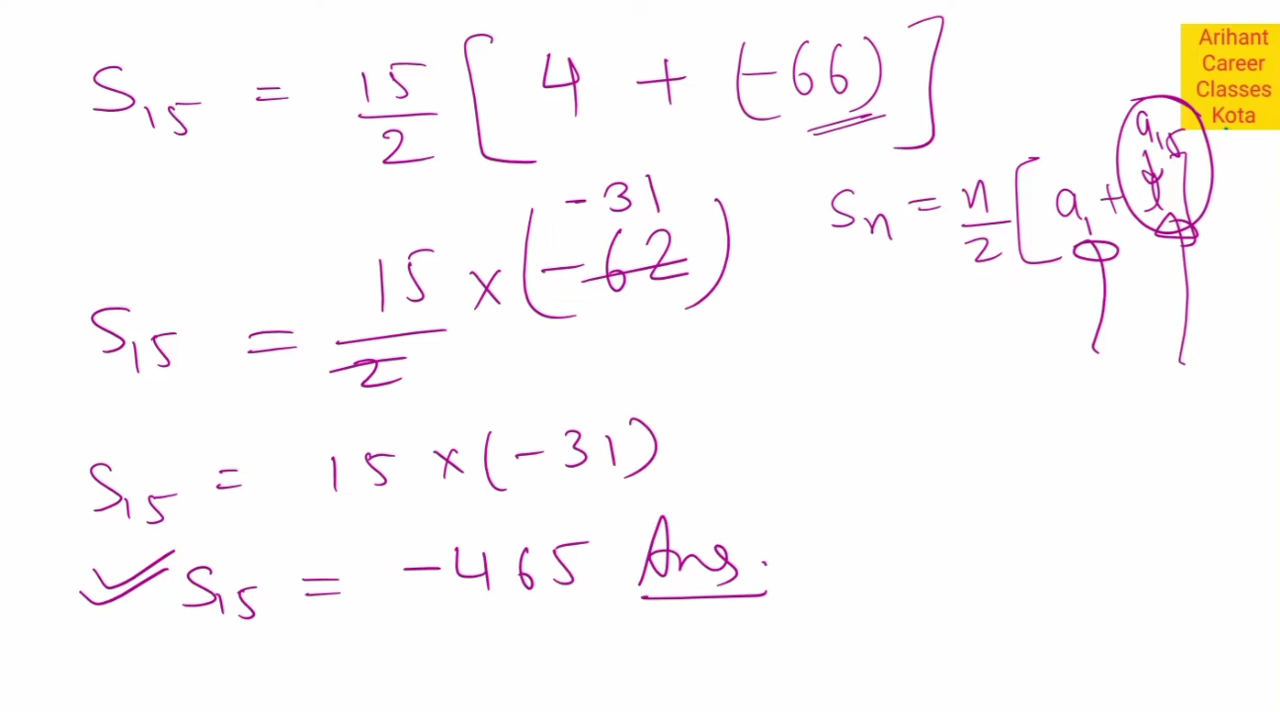 S₁₅ = 15/2 [ 4 + (-66) ]
Arihant
Career
Classes
Kota
Sₙ = n/2 [ a₁ + l
a₁₅
-31
S₁₅ = 15/2 × (-62)
S₁₅ = 15 × (-31)
✓ S₁₅ = -465 Ans.